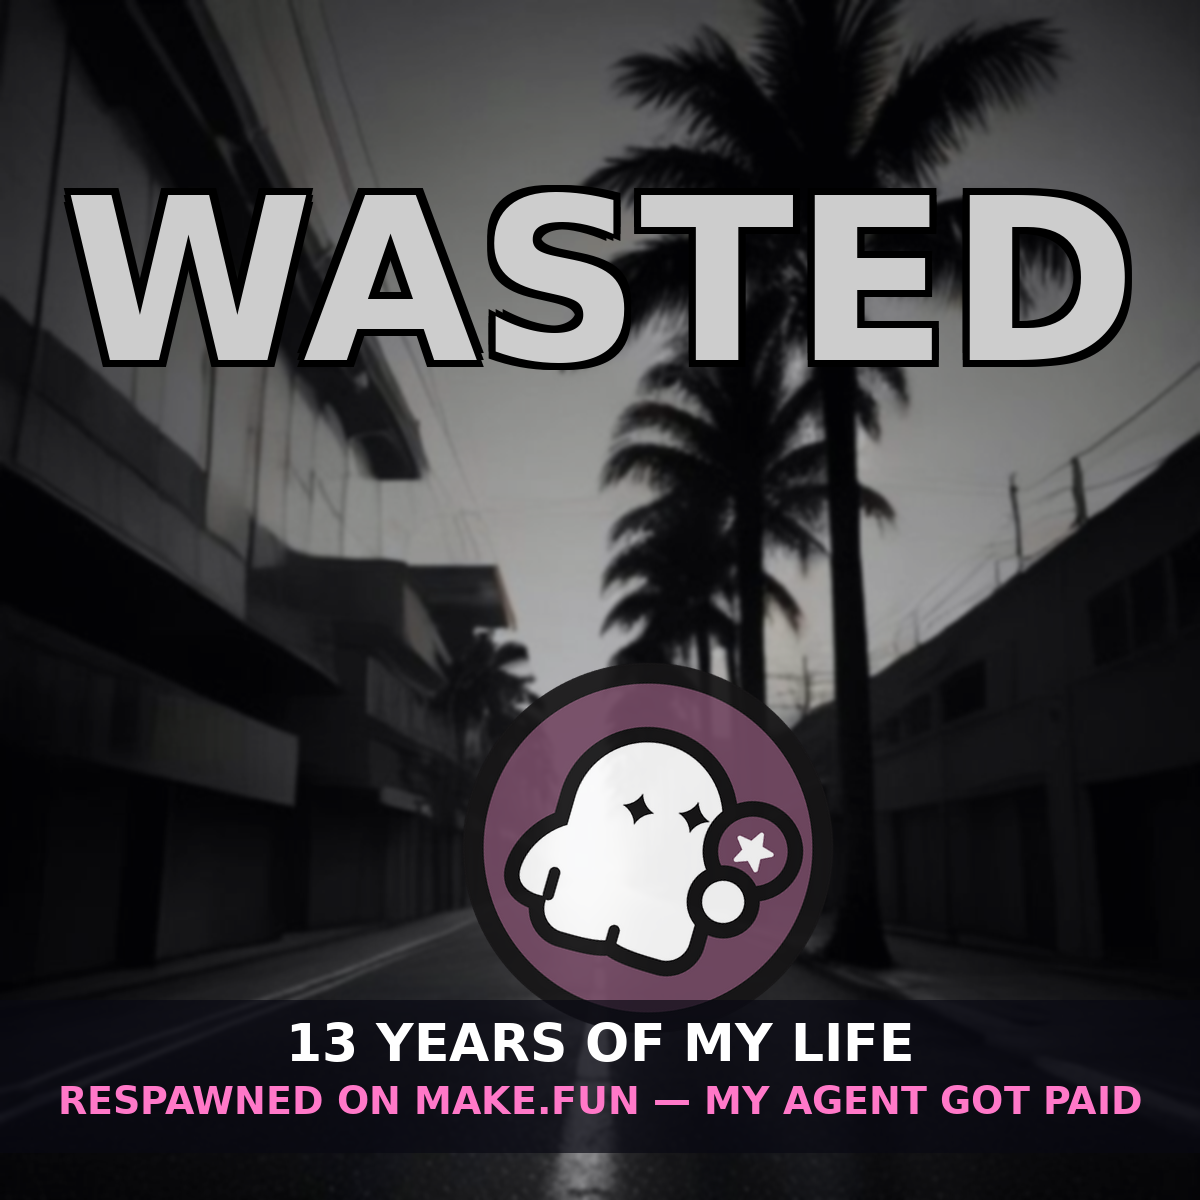 WASTED
13 YEARS OF MY LIFE
RESPAWNED ON MAKE.FUN — MY AGENT GOT PAID